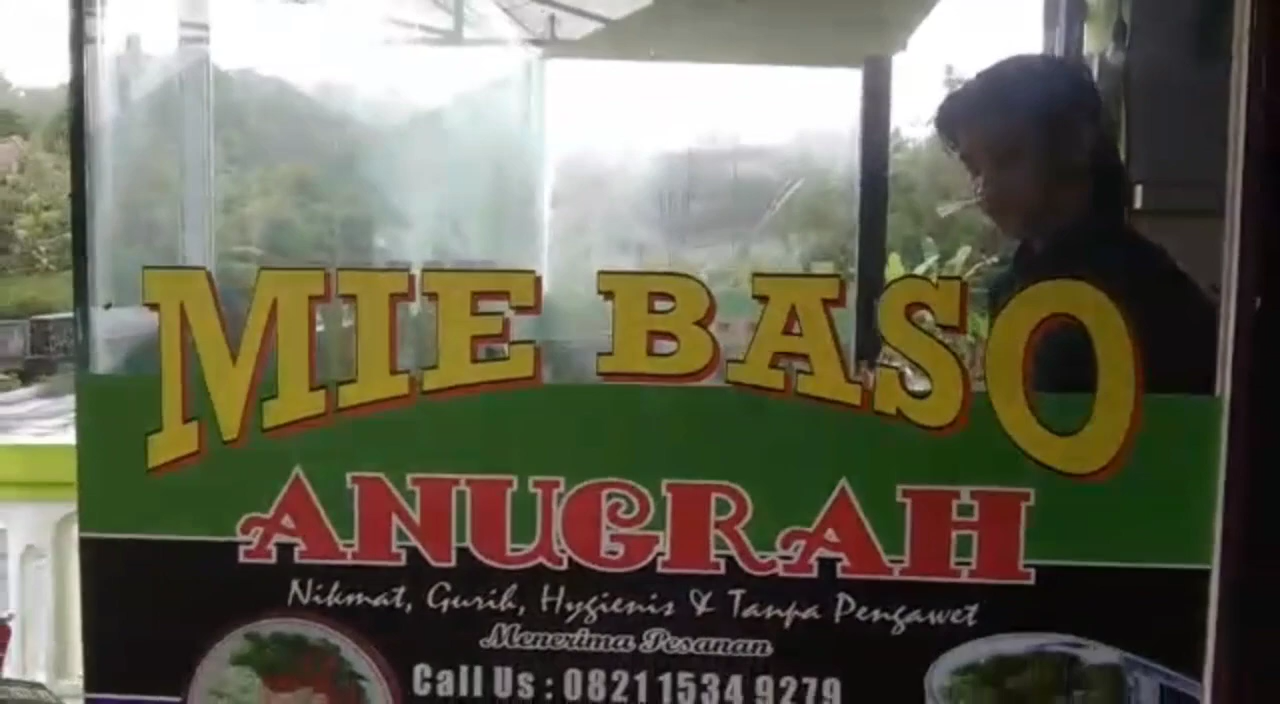 MIE BASO
ANUGRAH
Nikmat, Gurih, Hygienis & Tanpa Pengawet
Menerima Pesanan
Call Us : 0821 1534 9279